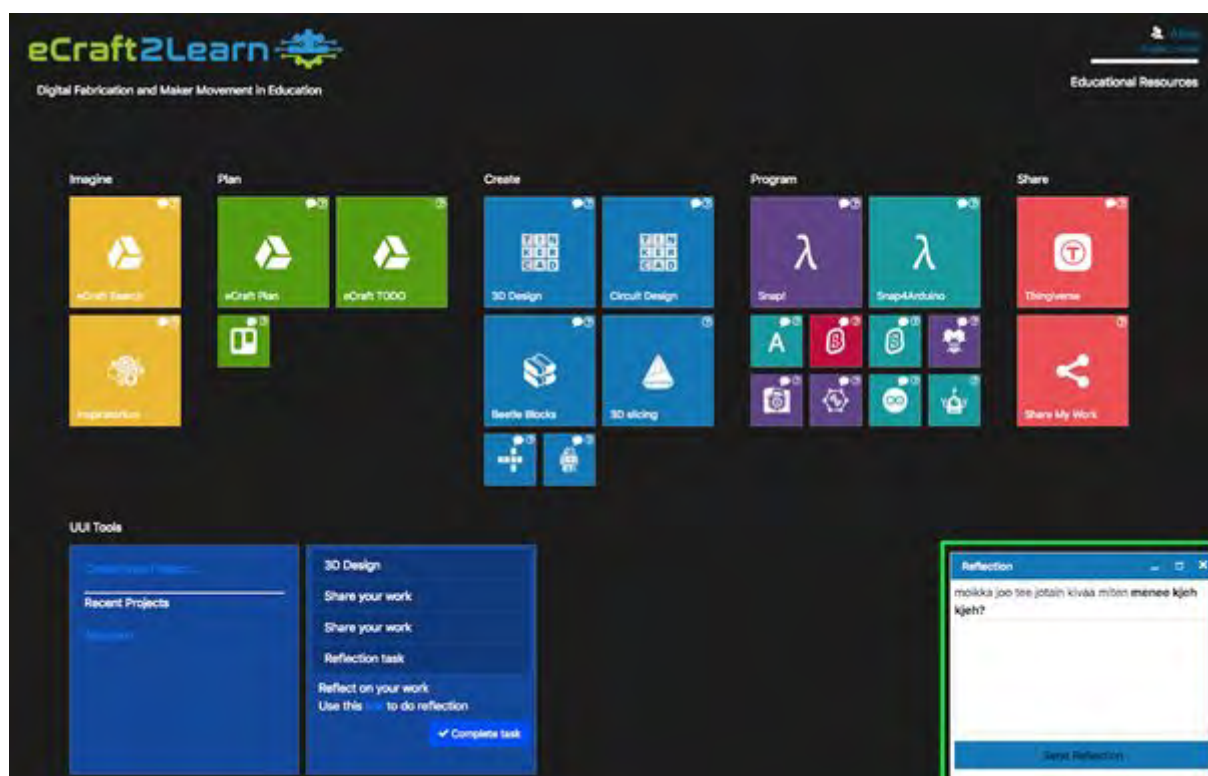 eCraft2Learn
Digital Fabrication and Maker Movement in Education
Educational Resources
Imagine
Plan
Create
Program
Share
eCraft Search
eCraft Plan
eCraft TODO
3D Design
Circuit Design
Snap!
Snap4Arduino
Thingiverse
Inspiratorium
Beetle Blocks
3D slicing
Share My Work
UUI Tools
Recent Projects
3D Design
Share your work
Share your work
Reflection task
Reflect on your work
Use this link to do reflection
Complete task
Reflection
moikka joo tee jotain kivaa miten menee kjeh
kjeh?
Send Reflection